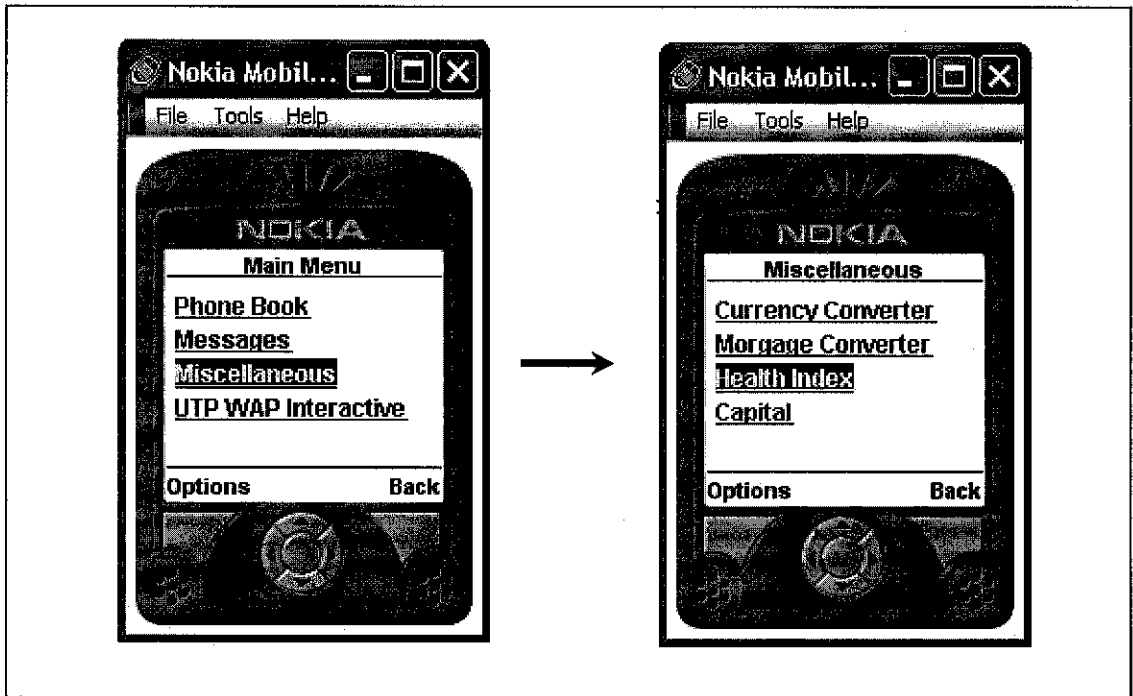 Nokia Mobil...
File Tools Help
NOKIA
Main Menu
Phone Book
Messages
Miscellaneous
UTP WAP Interactive
Options Back
Nokia Mobil...
File Tools Help
NOKIA
Miscellaneous
Currency Converter
Morgage Converter
Health Index
Capital
Options Back